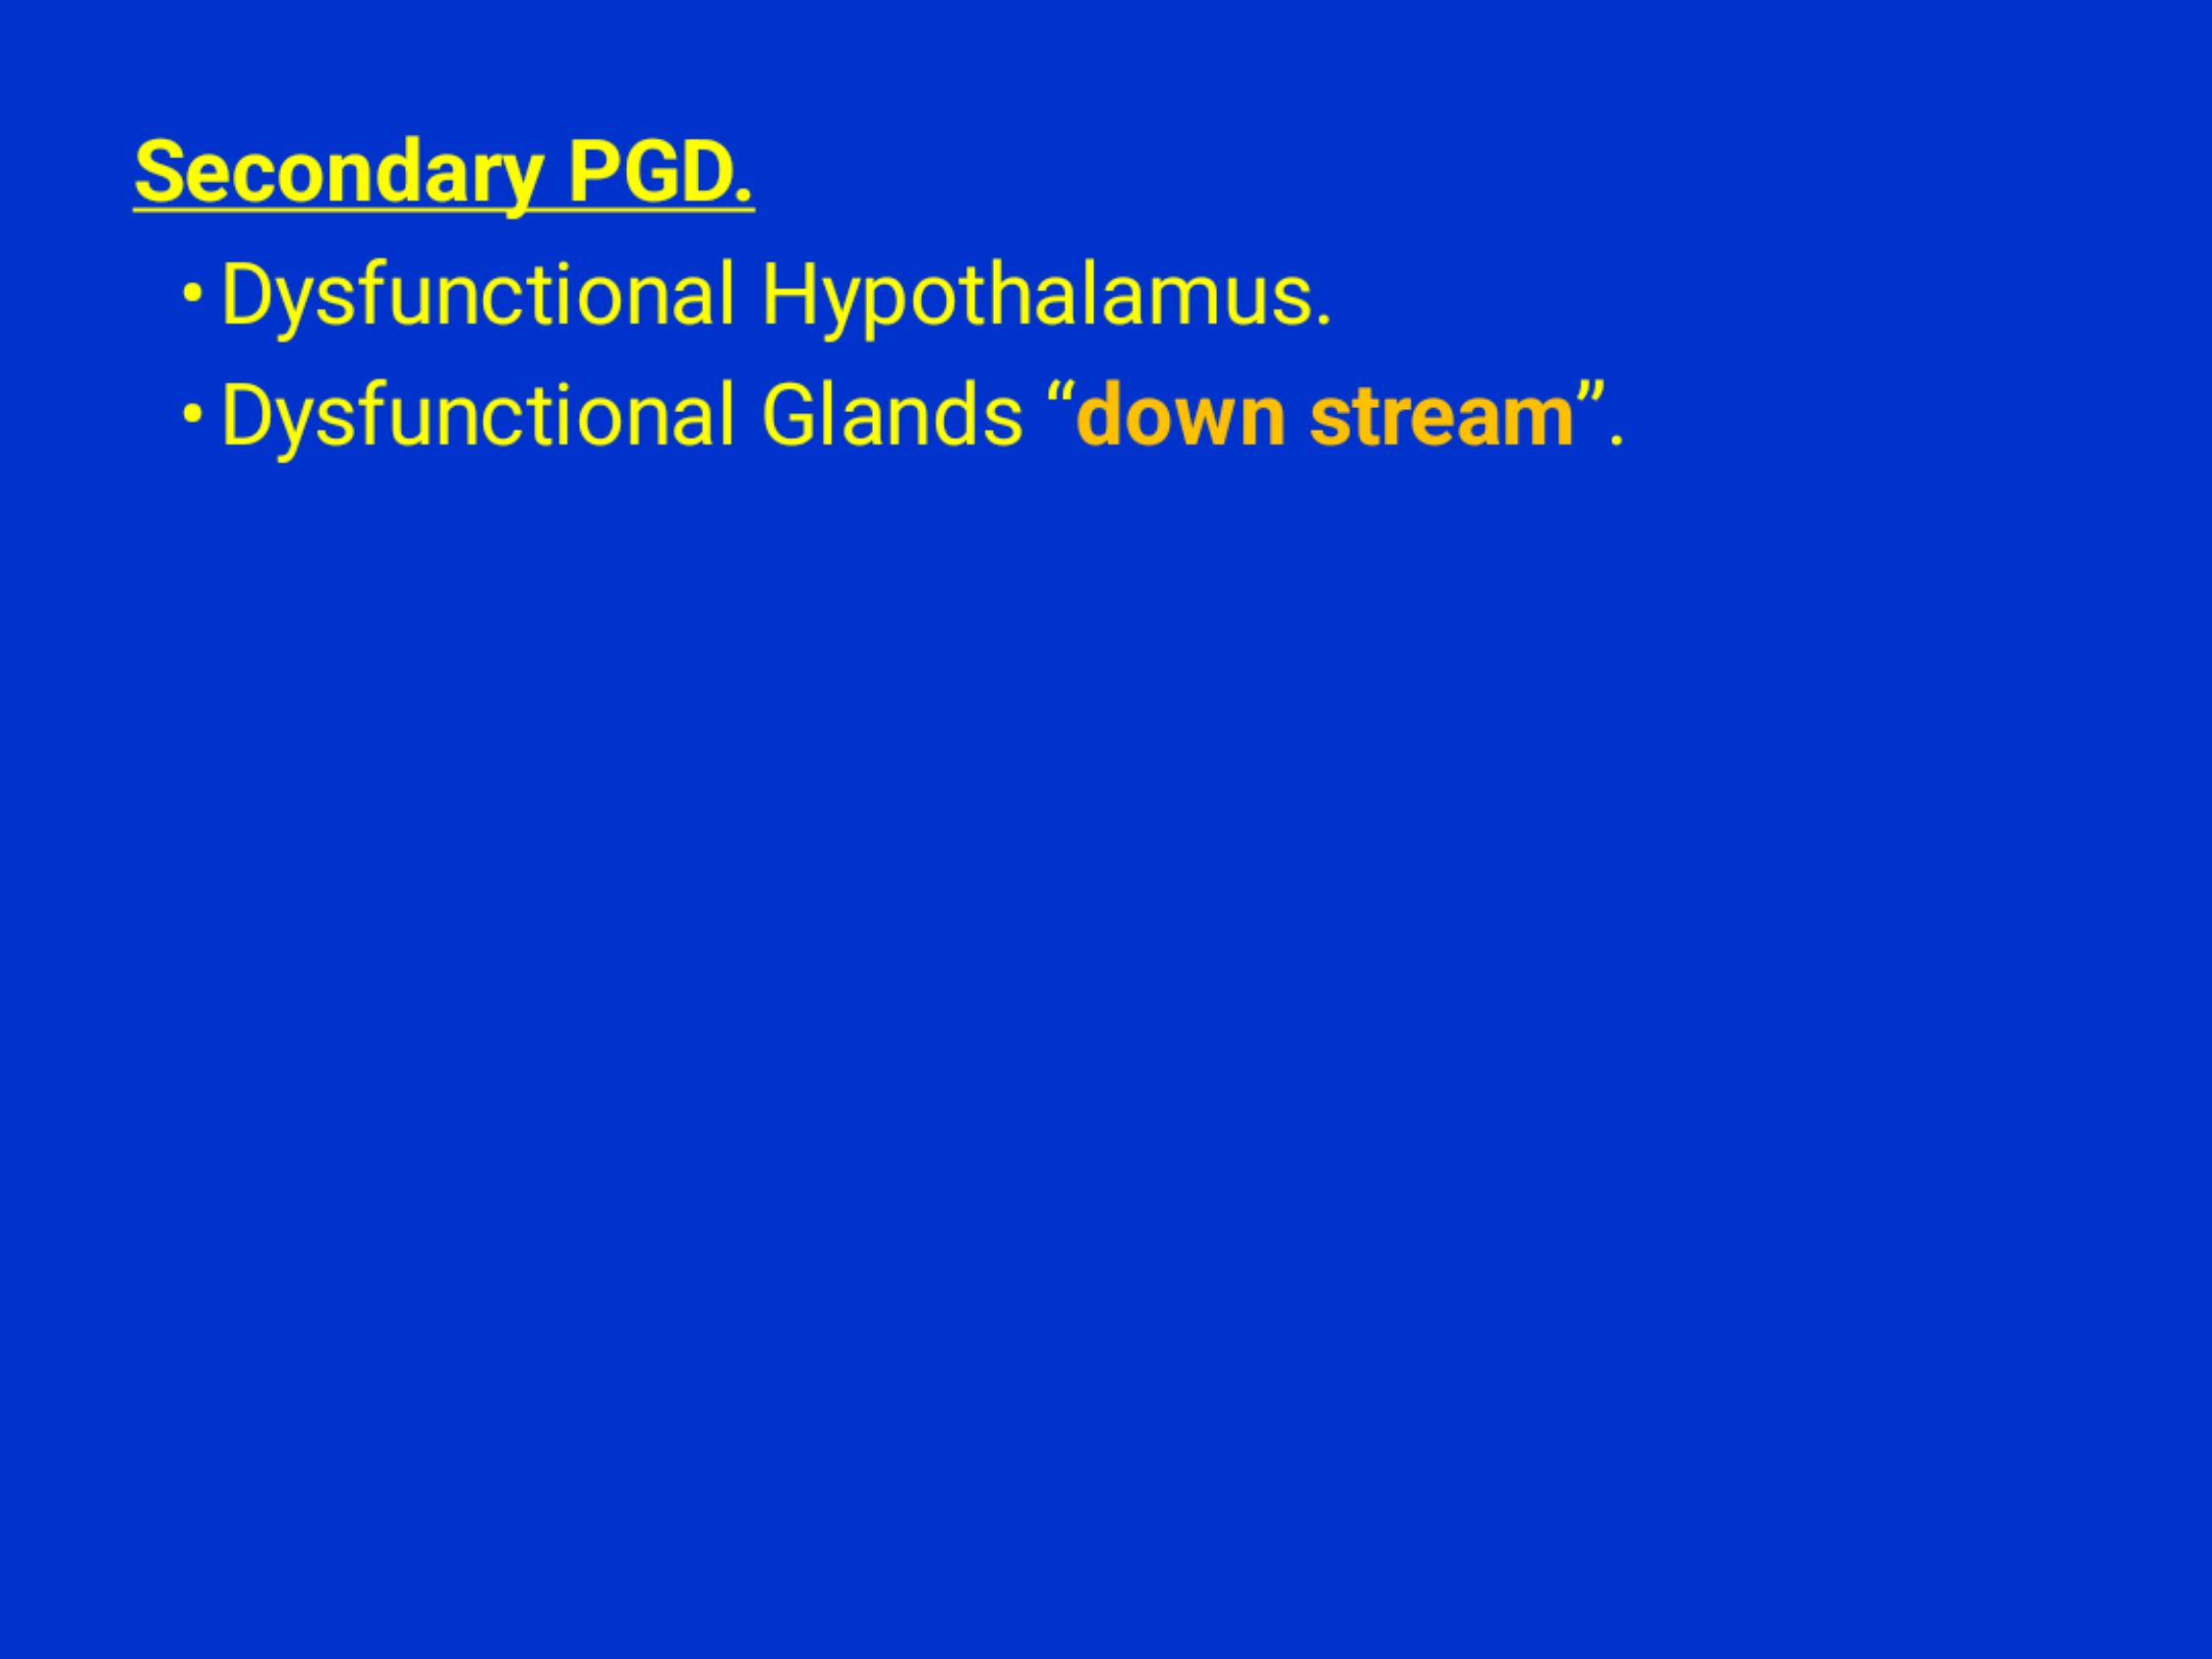 Secondary PGD.
• Dysfunctional Hypothalamus.
• Dysfunctional Glands “down stream”.